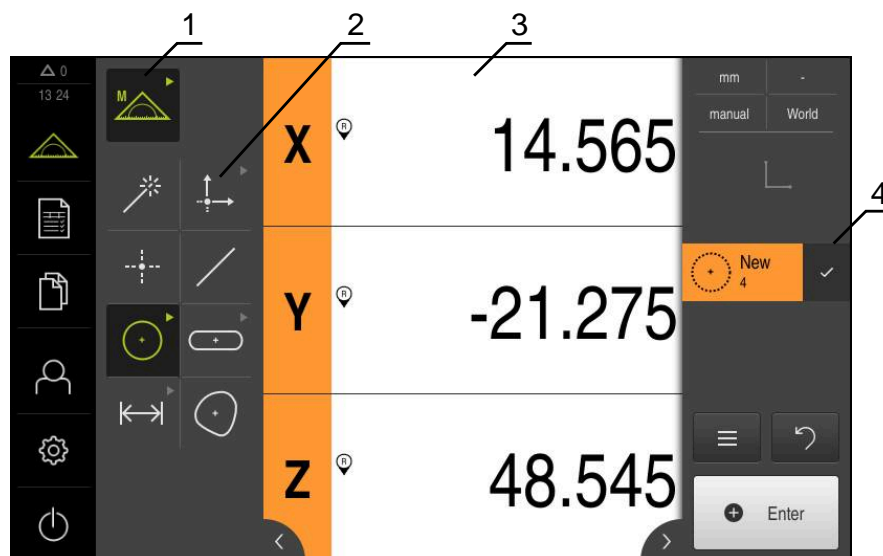 1 2 3
0
13 24
M
X R 14.565
mm -
manual World
4
New
4
Y R -21.275
Z R 48.545
Enter